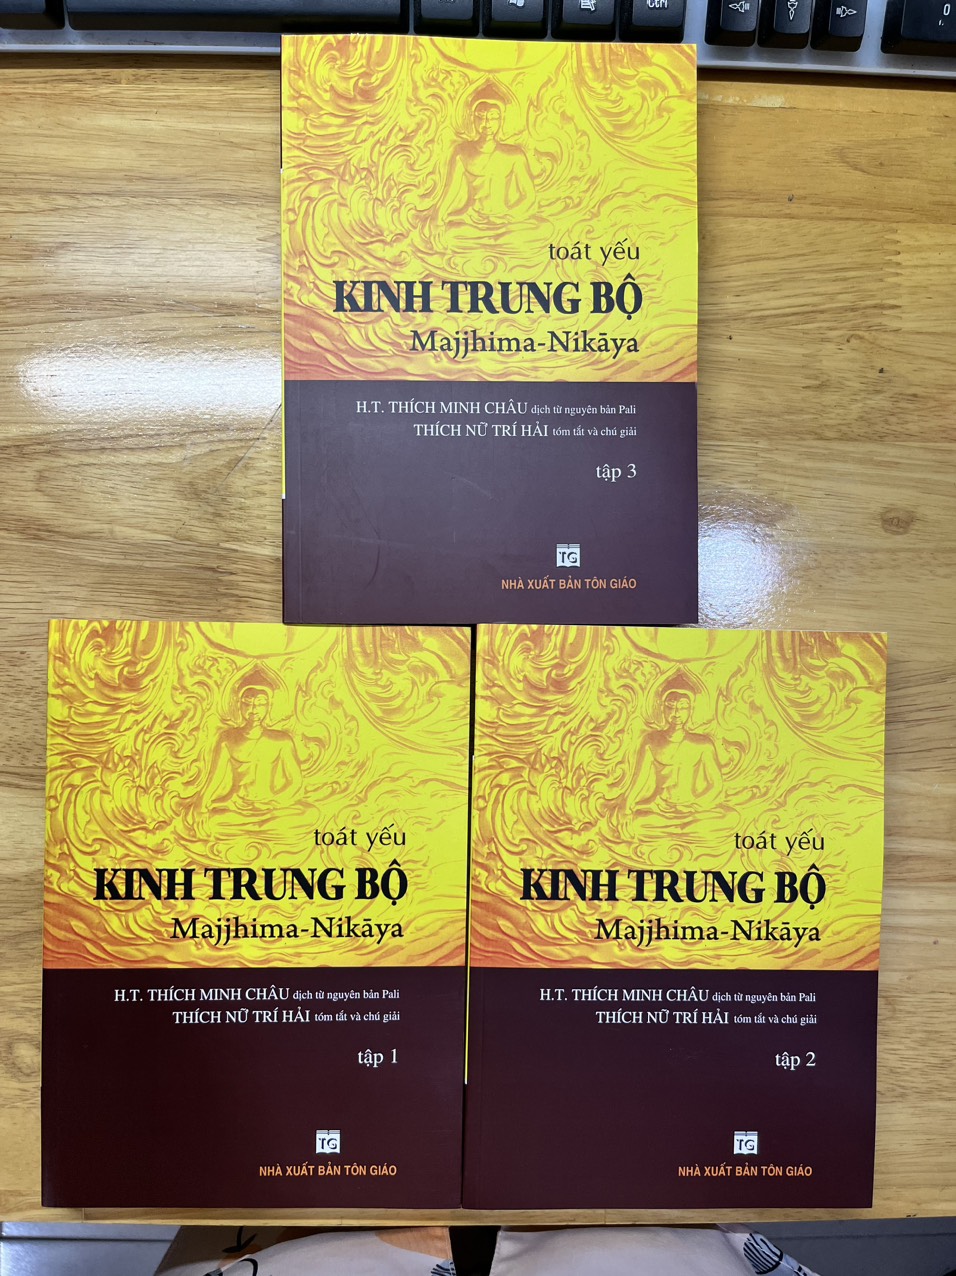 Ctrl
0
toát yếu
KINH TRUNG BỘ
Majjhima-Nikāya
H.T. THÍCH MINH CHÂU dịch từ nguyên bản Pali
THÍCH NỮ TRÍ HẢI tóm tắt và chú giải
tập 3
TG
NHÀ XUẤT BẢN TÔN GIÁO
toát yếu
KINH TRUNG BỘ
Majjhima-Nikāya
H.T. THÍCH MINH CHÂU dịch từ nguyên bản Pali
THÍCH NỮ TRÍ HẢI tóm tắt và chú giải
tập 1
TG
NHÀ XUẤT BẢN TÔN GIÁO
toát yếu
KINH TRUNG BỘ
Majjhima-Nikāya
H.T. THÍCH MINH CHÂU dịch từ nguyên bản Pali
THÍCH NỮ TRÍ HẢI tóm tắt và chú giải
tập 2
TG
NHÀ XUẤT BẢN TÔN GIÁO